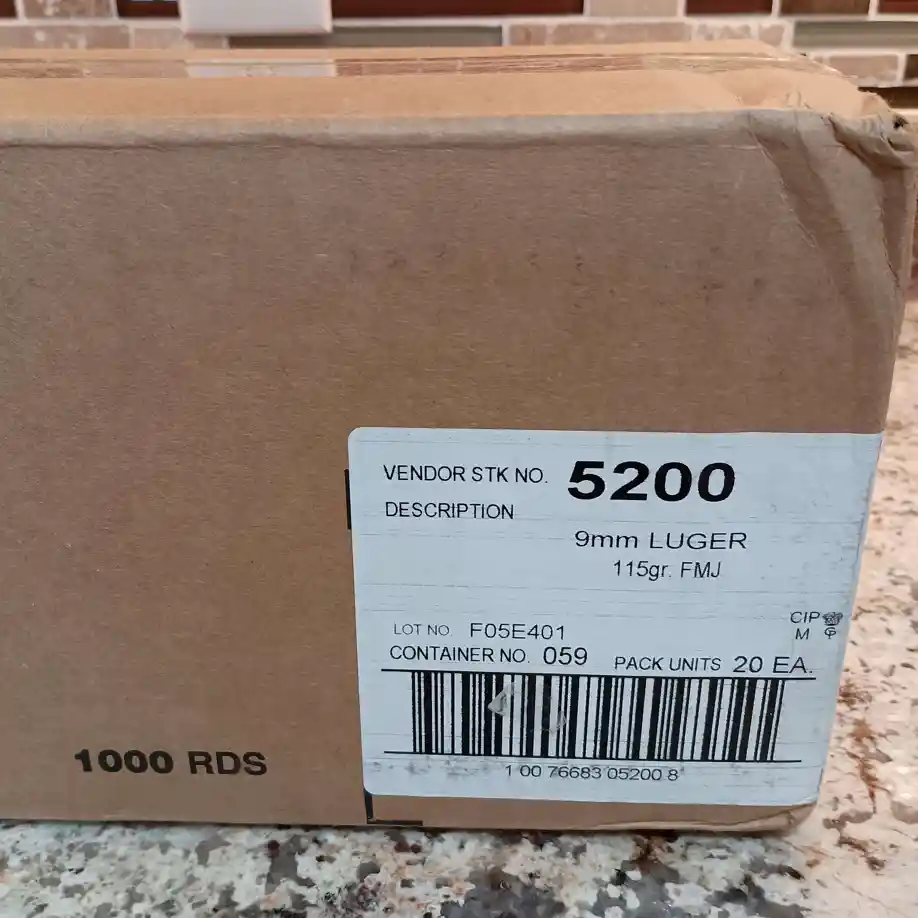 VENDOR STK NO. 5200
DESCRIPTION
9mm LUGER
115gr. FMJ
CIP
LOT NO. F05E401
M
CONTAINER NO. 059 PACK UNITS 20 EA.
1000 RDS
1 00 76683 05200 8